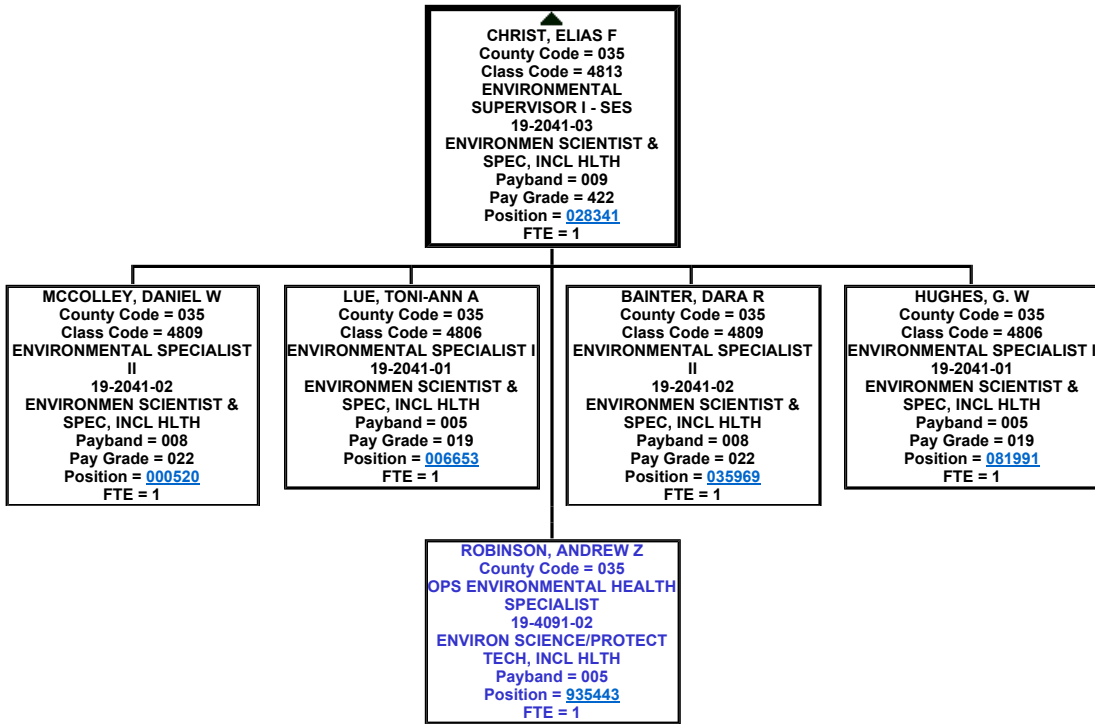 CHRIST, ELIAS F
County Code = 035
Class Code = 4813
ENVIRONMENTAL
SUPERVISOR I - SES
19-2041-03
ENVIRONMEN SCIENTIST &
SPEC, INCL HLTH
Payband = 009
Pay Grade = 422
Position = 028341
FTE = 1
MCCOLLEY, DANIEL W
County Code = 035
Class Code = 4809
ENVIRONMENTAL SPECIALIST
II
19-2041-02
ENVIRONMEN SCIENTIST &
SPEC, INCL HLTH
Payband = 008
Pay Grade = 022
Position = 000520
FTE = 1
LUE, TONI-ANN A
County Code = 035
Class Code = 4806
ENVIRONMENTAL SPECIALIST I
19-2041-01
ENVIRONMEN SCIENTIST &
SPEC, INCL HLTH
Payband = 005
Pay Grade = 019
Position = 006653
FTE = 1
BAINTER, DARA R
County Code = 035
Class Code = 4809
ENVIRONMENTAL SPECIALIST
II
19-2041-02
ENVIRONMEN SCIENTIST &
SPEC, INCL HLTH
Payband = 008
Pay Grade = 022
Position = 035969
FTE = 1
HUGHES, G. W
County Code = 035
Class Code = 4806
ENVIRONMENTAL SPECIALIST I
19-2041-01
ENVIRONMEN SCIENTIST &
SPEC, INCL HLTH
Payband = 005
Pay Grade = 019
Position = 081991
FTE = 1
ROBINSON, ANDREW Z
County Code = 035
OPS ENVIRONMENTAL HEALTH
SPECIALIST
19-4091-02
ENVIRON SCIENCE/PROTECT
TECH, INCL HLTH
Payband = 005
Position = 935443
FTE = 1